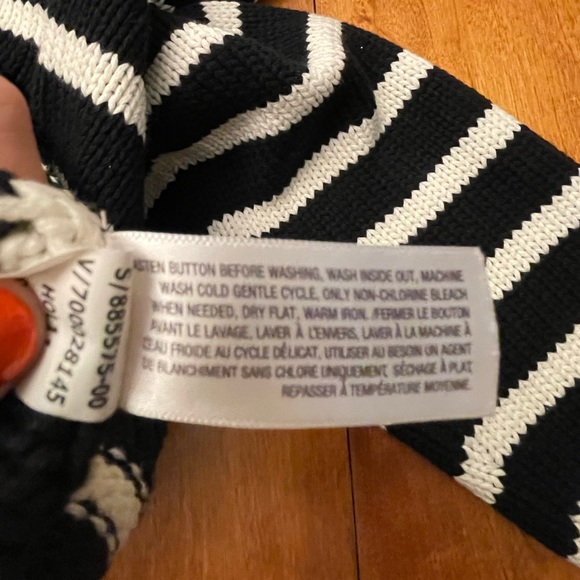 ASTEN BUTTON BEFORE WASHING, WASH INSIDE OUT, MACHINE
WASH COLD GENTLE CYCLE, ONLY NON-CHLORINE BLEACH
WHEN NEEDED, DRY FLAT, WARM IRON. /FERMER LE BOUTON
AVANT LE LAVAGE, LAVER À L'ENVERS, LAVER À LA MACHINE À
L'EAU FROIDE AU CYCLE DÉLICAT, UTILISER AU BESOIN UN AGENT
DE BLANCHIMENT SANS CHLORE UNIQUEMENT, SÉCHAGE À PLAT,
REPASSER À TEMPÉRATURE MOYENNE.
S/885575-00
V/700028145